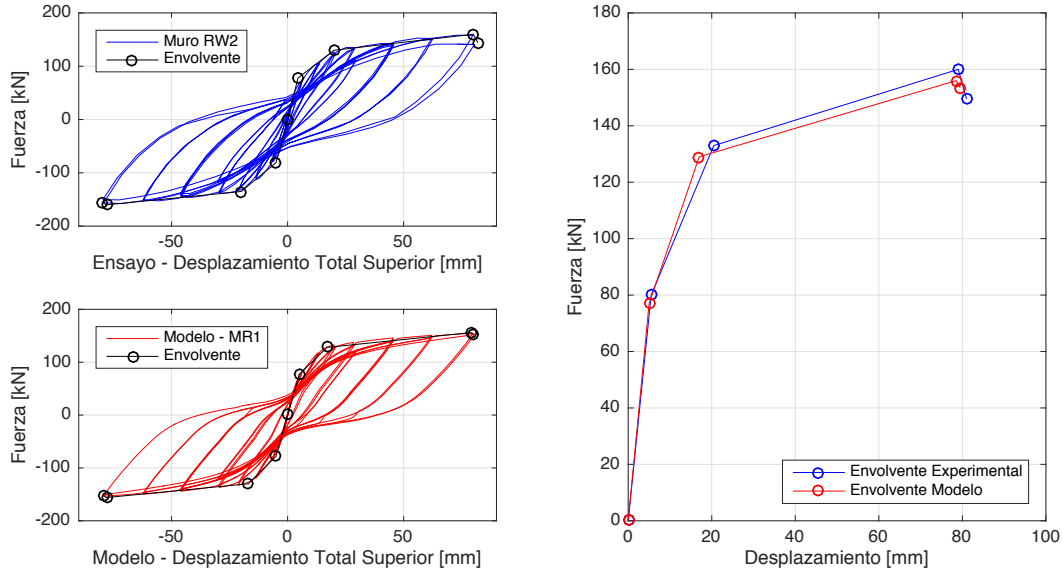 200
100
0
-100
-200
Fuerza [kN]
Muro RW2
Envolvente
-50
0
50
Ensayo - Desplazamiento Total Superior [mm]
200
100
0
-100
-200
Fuerza [kN]
Modelo - MR1
Envolvente
-50
0
50
Modelo - Desplazamiento Total Superior [mm]
180
160
140
120
100
80
60
40
20
0
Fuerza [kN]
Envolvente Experimental
Envolvente Modelo
0
20
40
60
80
100
Desplazamiento [mm]